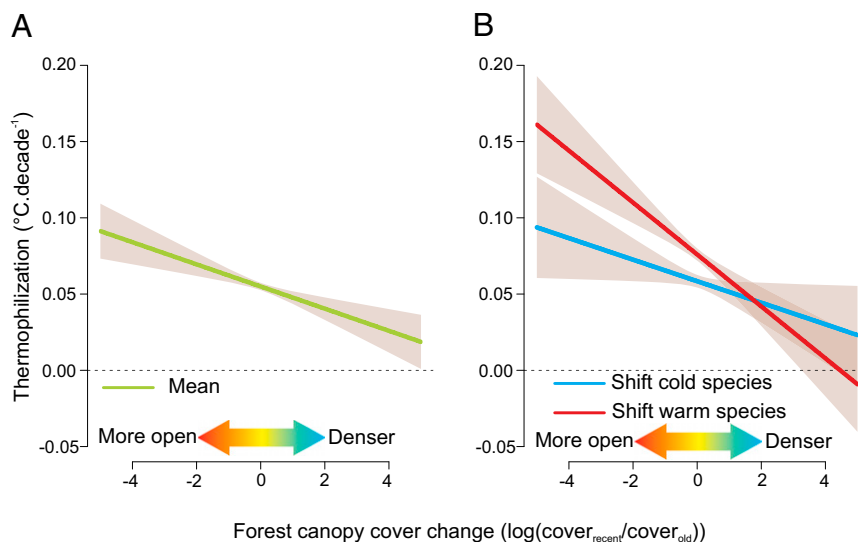 A
B
Thermophilization (°C.decade⁻¹)
0.20
0.15
0.10
0.05
0.00
-0.05
Mean
More open
Denser
-4
-2
0
2
4
0.20
0.15
0.10
0.05
0.00
-0.05
Shift cold species
Shift warm species
More open
Denser
-4
-2
0
2
4
Forest canopy cover change (log(cover_recent/cover_old))